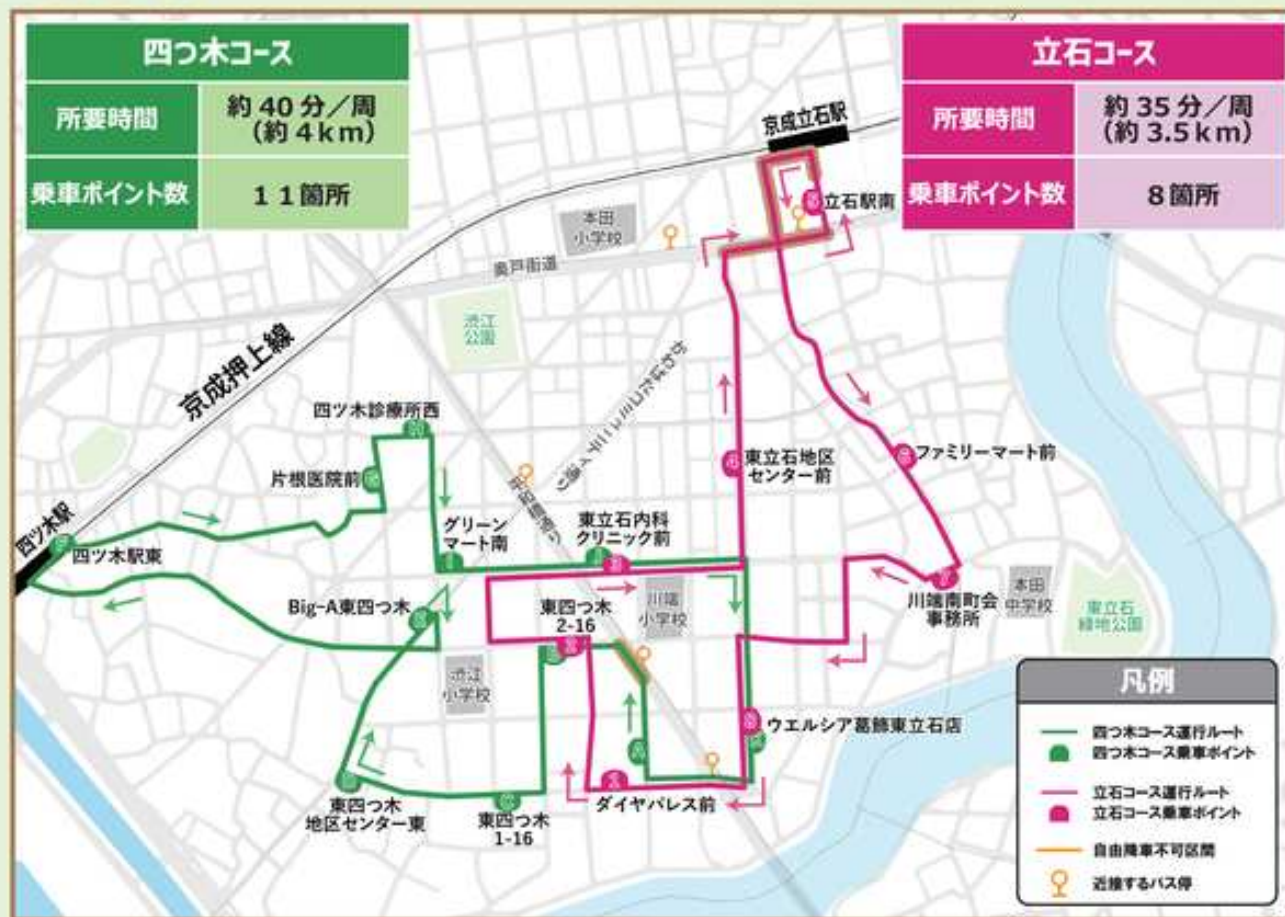 四つ木コース
所要時間
約40分／周
（約4km）
乗車ポイント数
11箇所
立石コース
所要時間
約35分／周
（約3.5km）
乗車ポイント数
8箇所
京成立石駅
立石駅南
本田
小学校
奥戸街道
渋江
公園
京成押上線
かわばたコミュニティ通り
平和橋通り
四ツ木診療所西
片根医院前
四ツ木駅
四ツ木駅東
グリーン
マート南
東立石内科
クリニック前
東立石地区
センター前
ファミリーマート前
川端南町会
事務所
本田
中学校
東立石
緑地公園
Big-A東四つ木
東四つ木
2-16
川端
小学校
渋江
小学校
ウエルシア葛飾東立石店
ダイヤパレス前
東四つ木
地区センター東
東四つ木
1-16
凡例
四つ木コース運行ルート
四つ木コース乗車ポイント
立石コース運行ルート
立石コース乗車ポイント
自由降車不可区間
近接するバス停